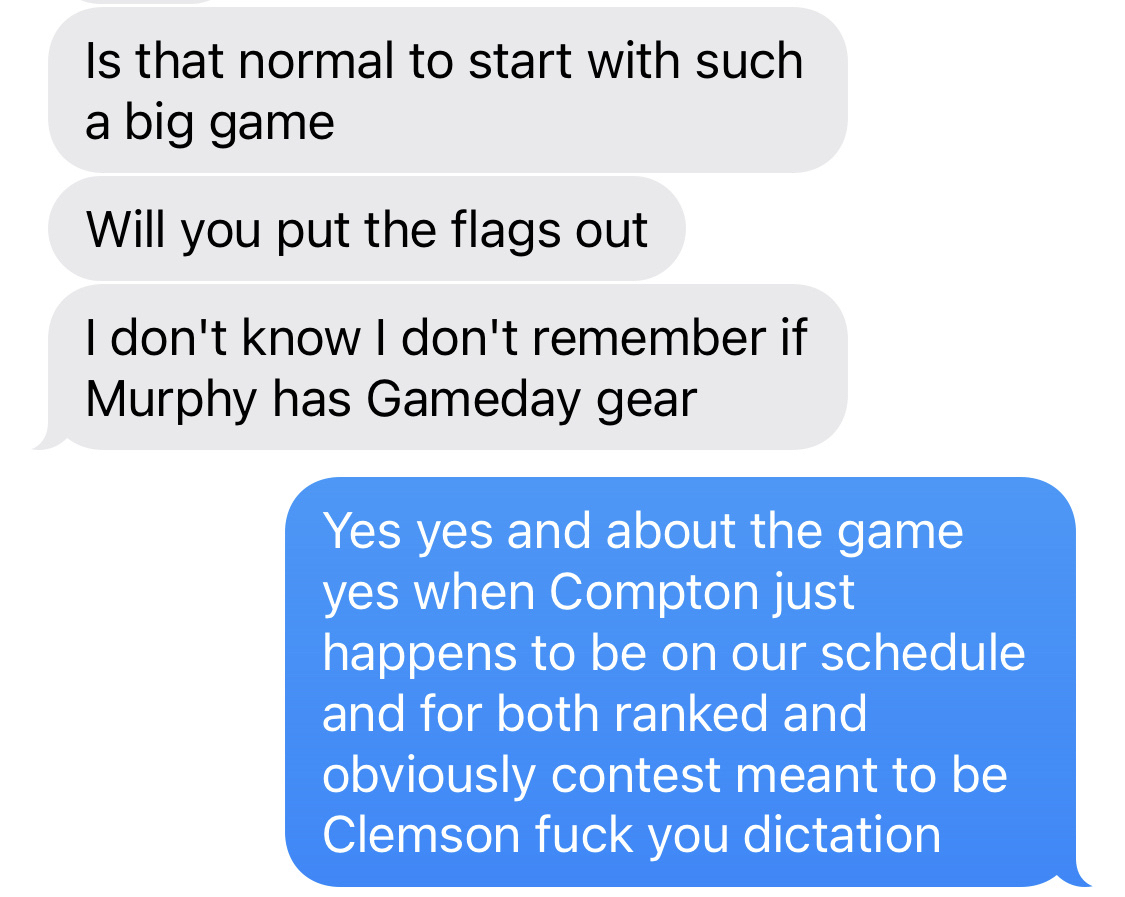 Is that normal to start with such
a big game
Will you put the flags out
I don't know I don't remember if
Murphy has Gameday gear
Yes yes and about the game
yes when Compton just
happens to be on our schedule
and for both ranked and
obviously contest meant to be
Clemson fuck you dictation